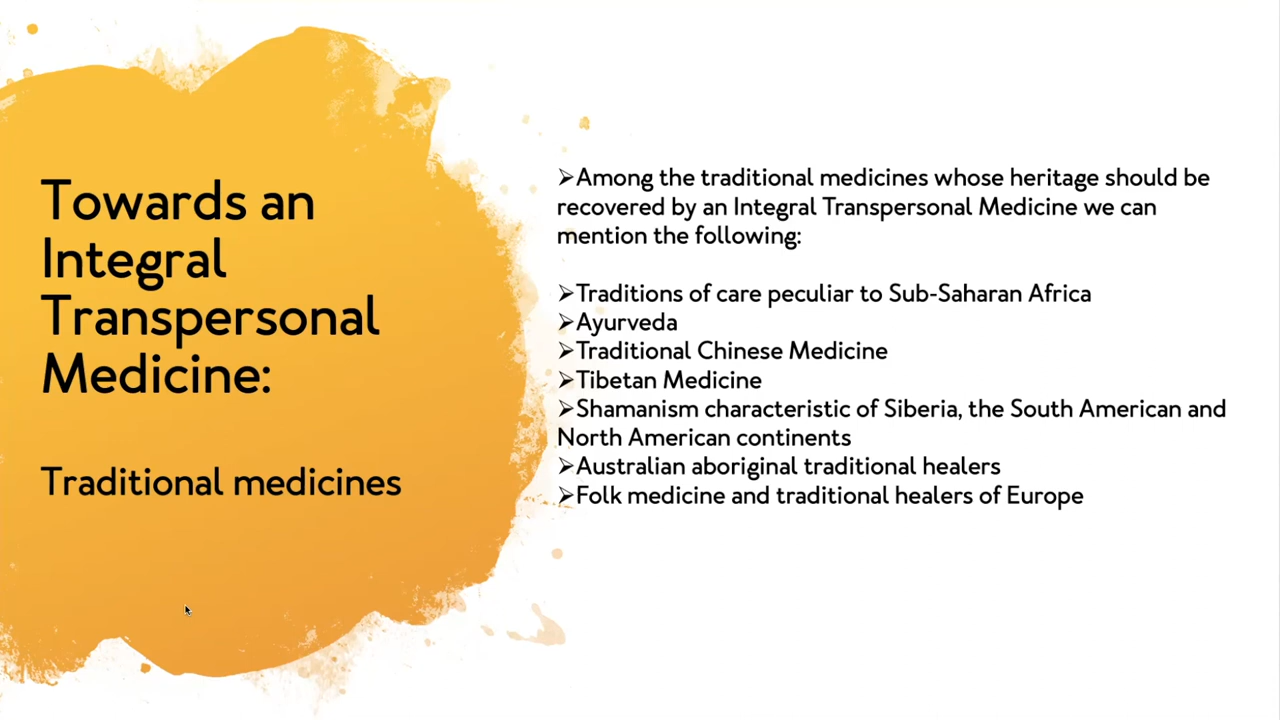 Towards an
Integral
Transpersonal
Medicine:
Traditional medicines
➢Among the traditional medicines whose heritage should be
recovered by an Integral Transpersonal Medicine we can
mention the following:
➢Traditions of care peculiar to Sub-Saharan Africa
➢Ayurveda
➢Traditional Chinese Medicine
➢Tibetan Medicine
➢Shamanism characteristic of Siberia, the South American and
North American continents
➢Australian aboriginal traditional healers
➢Folk medicine and traditional healers of Europe